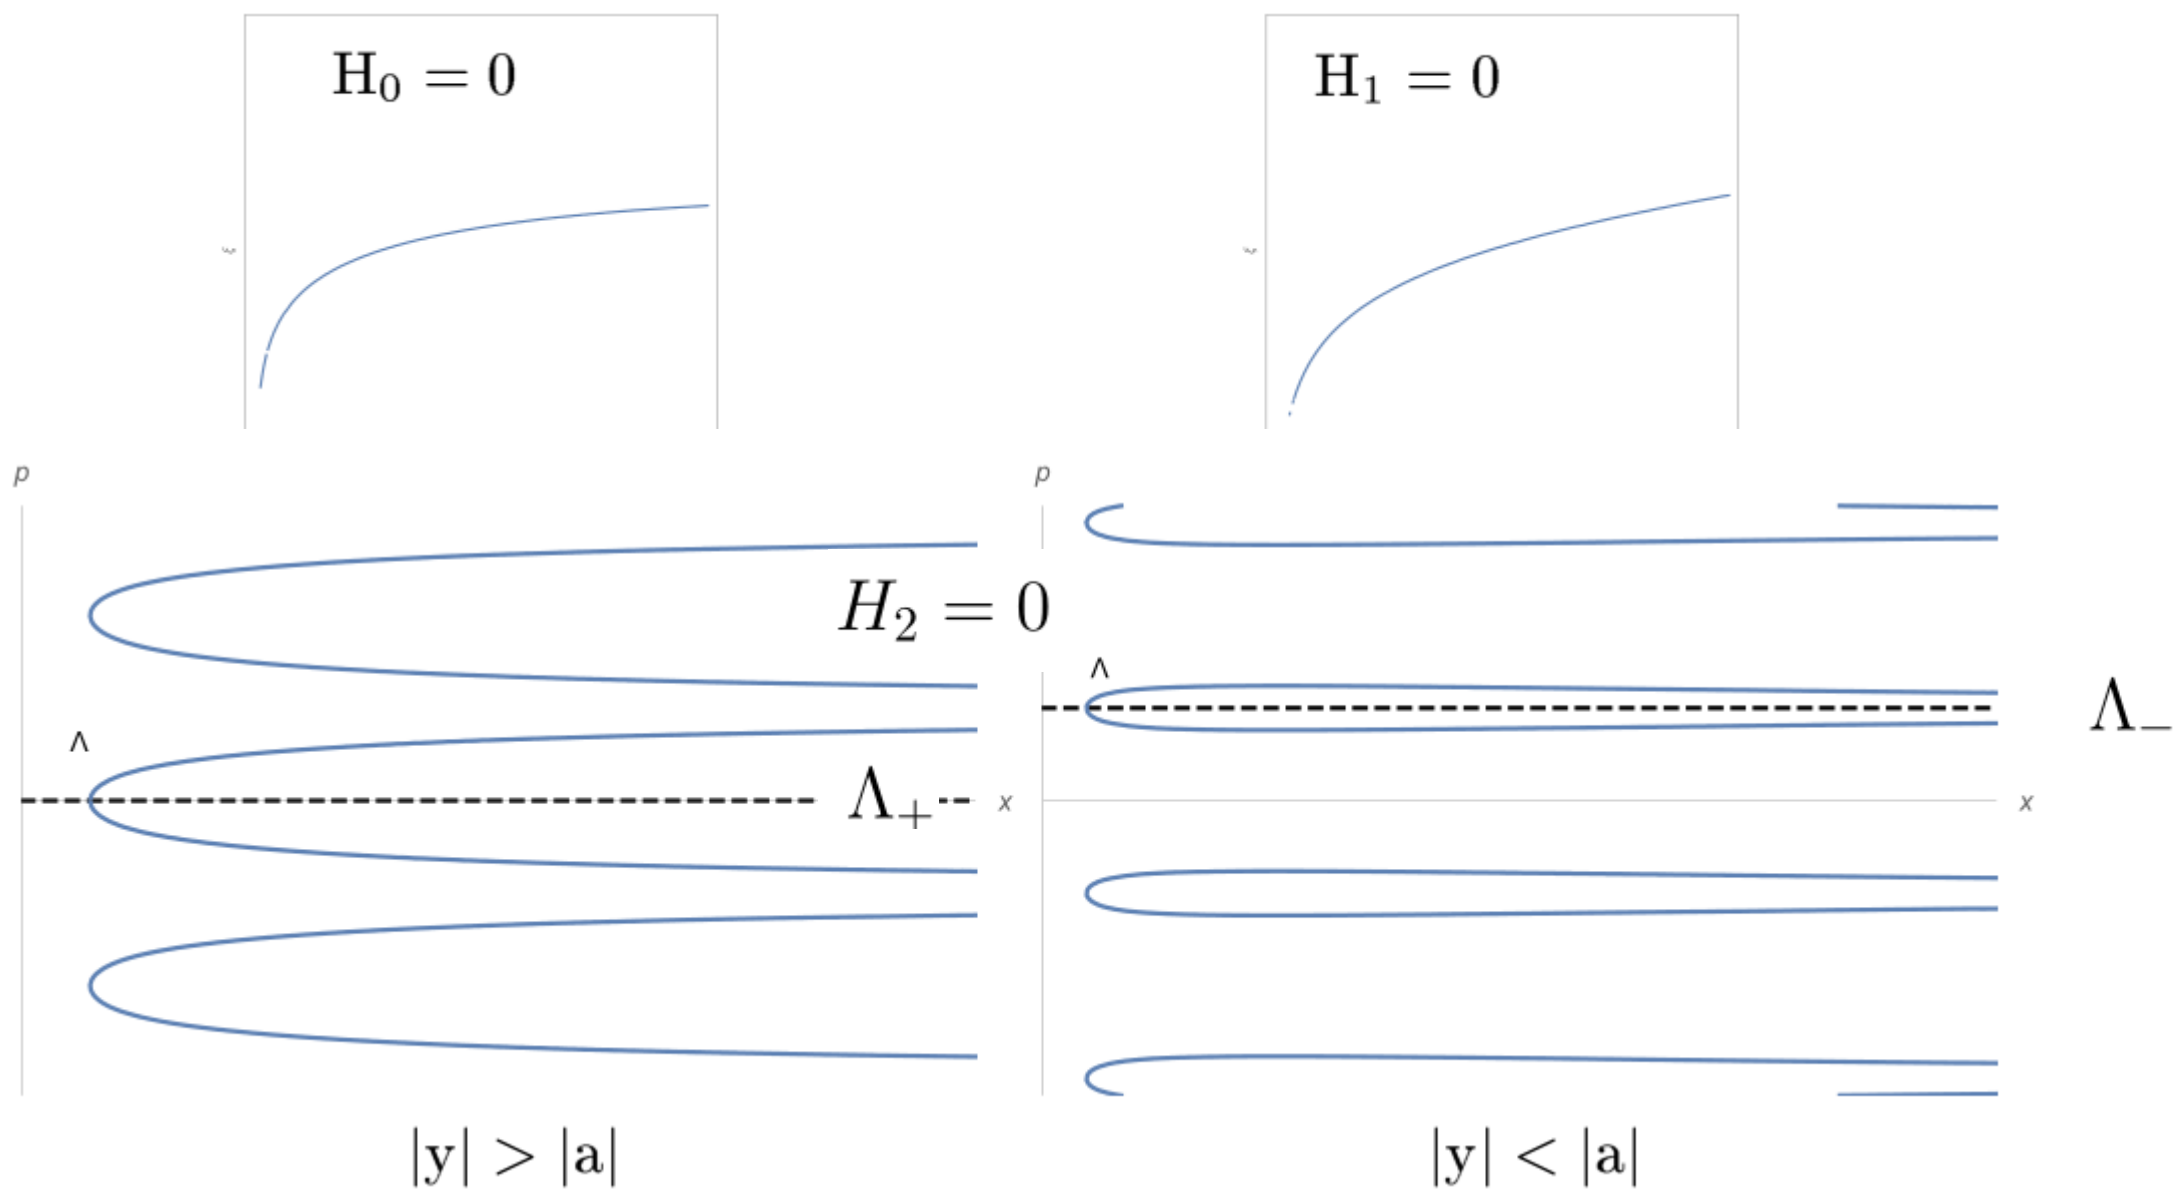 H₀ = 0
H₁ = 0
ξ
ξ
p
p
H₂ = 0
Λ
Λ
Λ₋
Λ₊
x
x
|y| > |a|
|y| < |a|